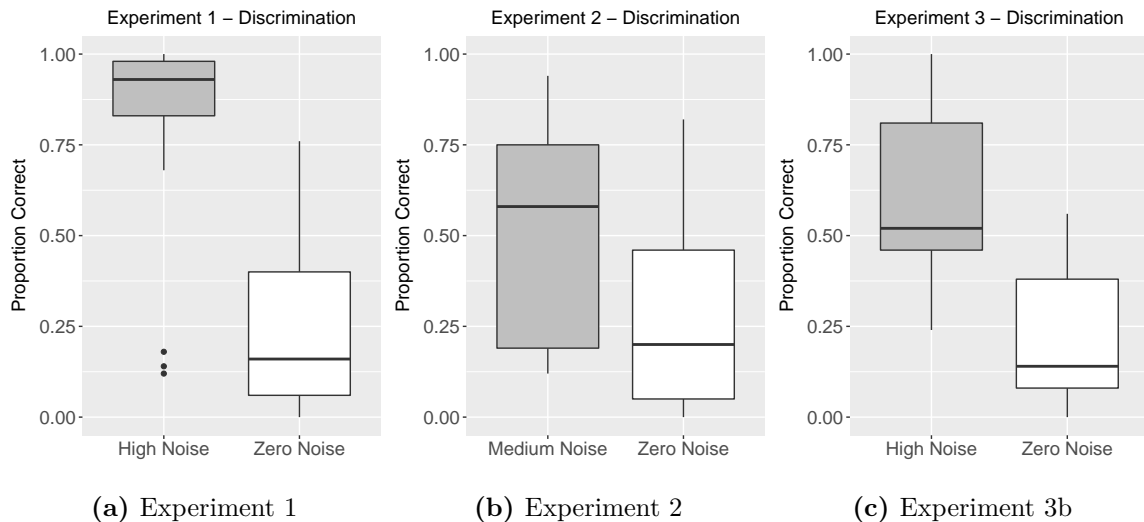 Experiment 1 – Discrimination
Proportion Correct
1.00
0.75
0.50
0.25
0.00
High Noise
Zero Noise
(a) Experiment 1
Experiment 2 – Discrimination
Proportion Correct
1.00
0.75
0.50
0.25
0.00
Medium Noise
Zero Noise
(b) Experiment 2
Experiment 3 – Discrimination
Proportion Correct
1.00
0.75
0.50
0.25
0.00
High Noise
Zero Noise
(c) Experiment 3b